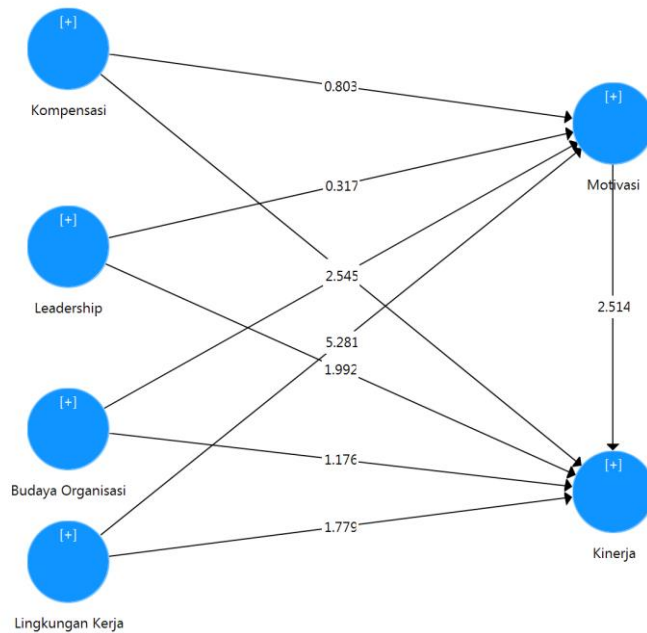 [+]
Kompensasi
[+]
Leadership
[+]
Budaya Organisasi
[+]
Lingkungan Kerja
0.803
0.317
2.545
5.281
1.992
1.176
1.779
[+]
Motivasi
2.514
[+]
Kinerja